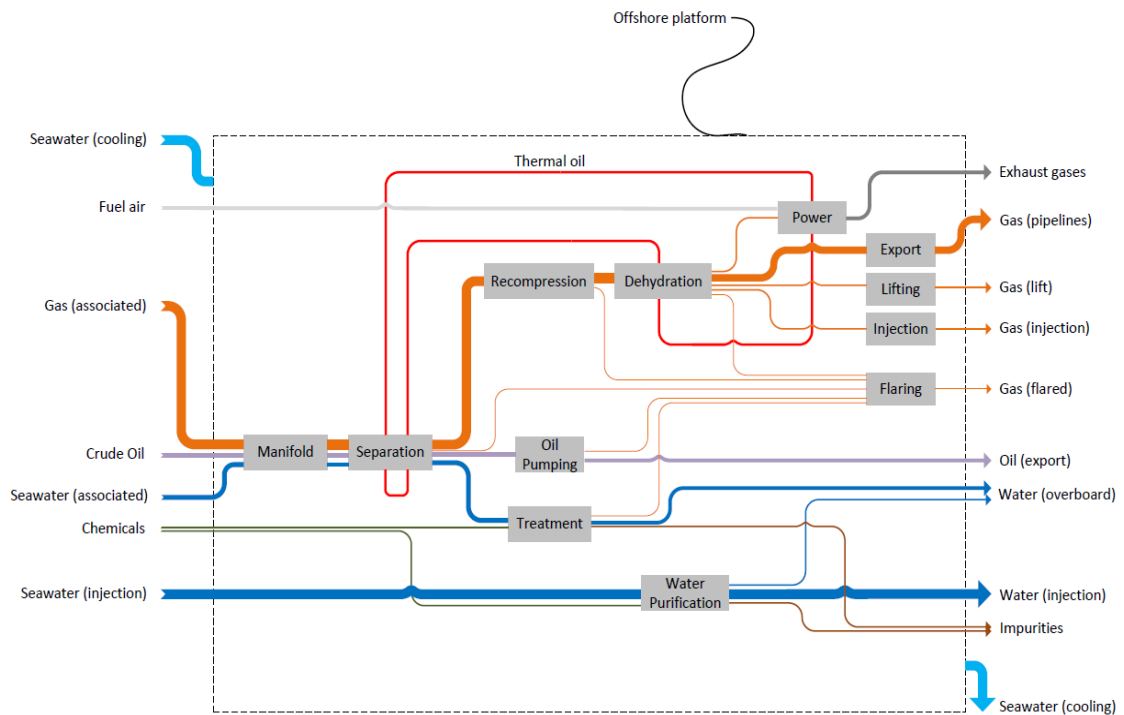 Offshore platform
Seawater (cooling)
Thermal oil
Exhaust gases
Fuel air
Power
Gas (pipelines)
Export
Recompression
Dehydration
Gas (associated)
Lifting
Gas (lift)
Injection
Gas (injection)
Flaring
Gas (flared)
Crude Oil
Manifold
Separation
Oil
Pumping
Oil (export)
Seawater (associated)
Water (overboard)
Chemicals
Treatment
Seawater (injection)
Water
Purification
Water (injection)
Impurities
Seawater (cooling)